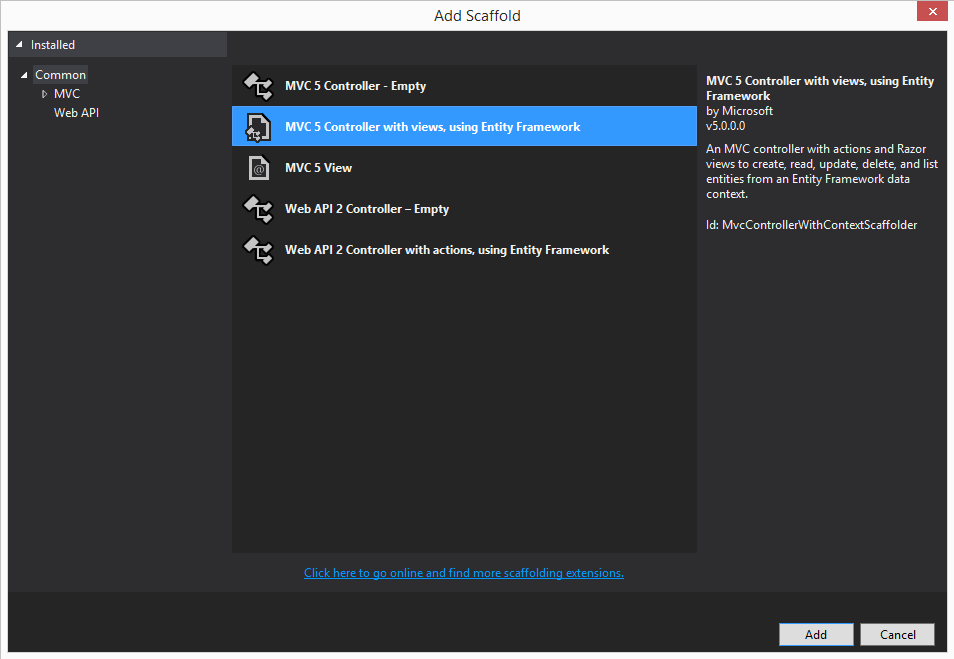 Add Scaffold
Installed
Common
MVC
Web API
MVC 5 Controller - Empty
MVC 5 Controller with views, using Entity Framework
MVC 5 View
Web API 2 Controller – Empty
Web API 2 Controller with actions, using Entity Framework
Click here to go online and find more scaffolding extensions.
MVC 5 Controller with views, using Entity
Framework
by Microsoft
v5.0.0.0
An MVC controller with actions and Razor
views to create, read, update, delete, and list
entities from an Entity Framework data
context.
Id: MvcControllerWithContextScaffolder
Add
Cancel